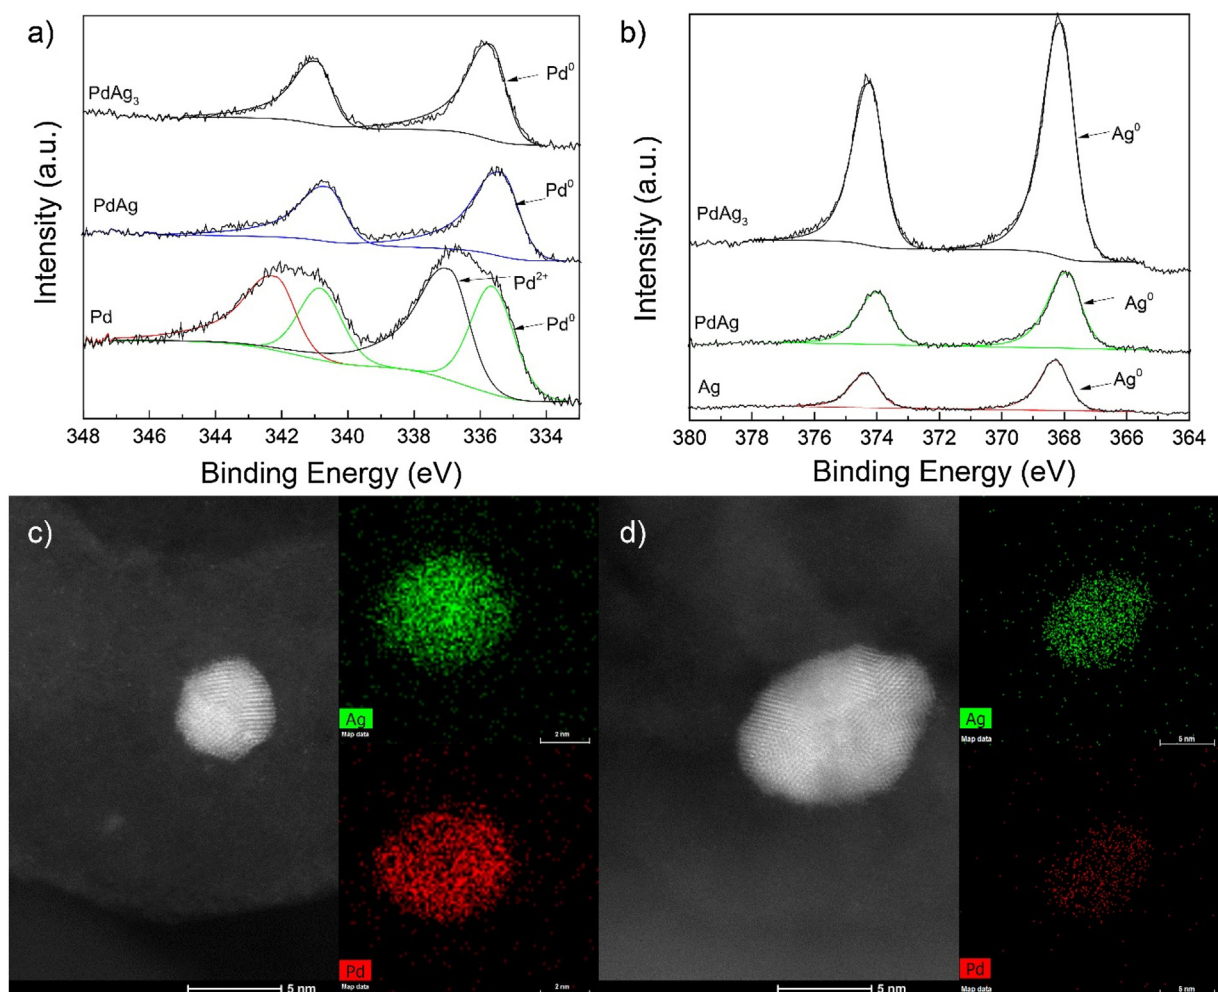 a)
PdAg₃
Pd⁰
PdAg
Pd⁰
Pd
Pd²⁺
Pd⁰
Intensity (a.u.)
348 346 344 342 340 338 336 334
Binding Energy (eV)
b)
PdAg₃
Ag⁰
PdAg
Ag⁰
Ag
Ag⁰
Intensity (a.u.)
380 378 376 374 372 370 368 366 364
Binding Energy (eV)
c)
5 nm
Ag
Map data
2 nm
Pd
Map data
2 nm
d)
5 nm
Ag
Map data
5 nm
Pd
Map data
5 nm